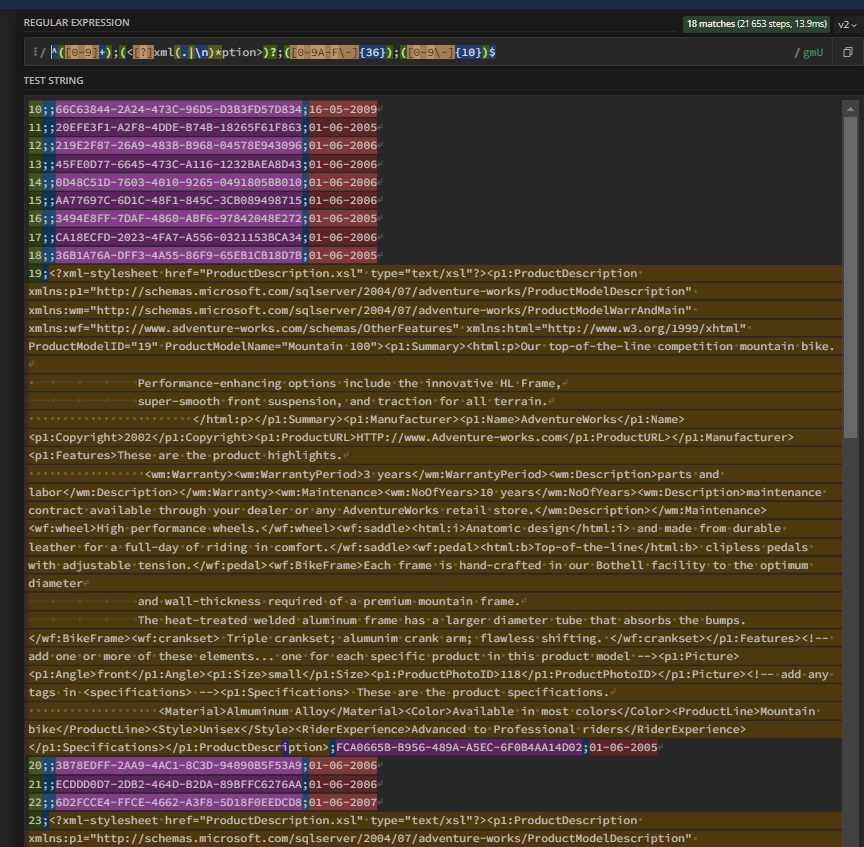 REGULAR EXPRESSION
18 matches (21 653 steps, 13.9ms)
v2
/ ^([0-9]+);(<[?]xml(.|\n)*ption>)?;([0-9A-F\-]{36});([0-9\-]{10})$
/ gmU
TEST STRING
10;;66C63844-2A24-473C-96D5-D3B3FD57D834;16-05-2009
11;;20EFE3F1-A2F8-4DDE-B74B-18265F61F863;01-06-2005
12;;219E2F87-26A9-483B-B968-04578E943096;01-06-2006
13;;45FE0D77-6645-473C-A116-1232BAEA8D43;01-06-2006
14;;0D48C51D-7603-4010-9265-0491805BB010;01-06-2006
15;;AA77697C-6D1C-48F1-845C-3CB089498715;01-06-2006
16;;3494E8FF-7DAF-4860-ABF6-97842048E272;01-06-2005
17;;CA18ECFD-2023-4FA7-A556-0321153BCA34;01-06-2006
18;;36B1A76A-DFF3-4A55-86F9-65EB1CB18D7B;01-06-2005
19;<?xml-stylesheet href="ProductDescription.xsl" type="text/xsl"?><p1:ProductDescription
xmlns:p1="http://schemas.microsoft.com/sqlserver/2004/07/adventure-works/ProductModelDescription"
xmlns:wm="http://schemas.microsoft.com/sqlserver/2004/07/adventure-works/ProductModelWarrAndMain"
xmlns:wf="http://www.adventure-works.com/schemas/OtherFeatures" xmlns:html="http://www.w3.org/1999/xhtml"
ProductModelID="19" ProductModelName="Mountain 100"><p1:Summary><html:p>Our top-of-the-line competition mountain bike.
Performance-enhancing options include the innovative HL Frame,
super-smooth front suspension, and traction for all terrain.
</html:p></p1:Summary><p1:Manufacturer><p1:Name>AdventureWorks</p1:Name>
<p1:Copyright>2002</p1:Copyright><p1:ProductURL>HTTP://www.Adventure-works.com</p1:ProductURL></p1:Manufacturer>
<p1:Features>These are the product highlights.
<wm:Warranty><wm:WarrantyPeriod>3 years</wm:WarrantyPeriod><wm:Description>parts and
labor</wm:Description></wm:Warranty><wm:Maintenance><wm:NoOfYears>10 years</wm:NoOfYears><wm:Description>maintenance
contract available through your dealer or any AdventureWorks retail store.</wm:Description></wm:Maintenance>
<wf:wheel>High performance wheels.</wf:wheel><wf:saddle><html:i>Anatomic design</html:i> and made from durable
leather for a full-day of riding in comfort.</wf:saddle><wf:pedal><html:b>Top-of-the-line</html:b> clipless pedals
with adjustable tension.</wf:pedal><wf:BikeFrame>Each frame is hand-crafted in our Bothell facility to the optimum
diameter
and wall-thickness required of a premium mountain frame.
The heat-treated welded aluminum frame has a larger diameter tube that absorbs the bumps.
</wf:BikeFrame><wf:crankset> Triple crankset; alumunim crank arm; flawless shifting. </wf:crankset></p1:Features><!--
add one or more of these elements... one for each specific product in this product model --><p1:Picture>
<p1:Angle>front</p1:Angle><p1:Size>small</p1:Size><p1:ProductPhotoID>118</p1:ProductPhotoID></p1:Picture><!-- add any
tags in <specifications> --><p1:Specifications> These are the product specifications.
<Material>Almuminum Alloy</Material><Color>Available in most colors</Color><ProductLine>Mountain
bike</ProductLine><Style>Unisex</Style><RiderExperience>Advanced to Professional riders</RiderExperience>
</p1:Specifications></p1:ProductDescription>;FCA0665B-B956-489A-A5EC-6F0B4AA14D02;01-06-2005
20;;3B78EDFF-2AA9-4AC1-8C3D-94090B5F53A9;01-06-2006
21;;ECDDD0D7-2DB2-464D-B2DA-89BFFC6276AA;01-06-2006
22;;6D2FCCE4-FFCE-4662-A3F8-5D18F0EEDCD8;01-06-2007
23;<?xml-stylesheet href="ProductDescription.xsl" type="text/xsl"?><p1:ProductDescription
xmlns:p1="http://schemas.microsoft.com/sqlserver/2004/07/adventure-works/ProductModelDescription"